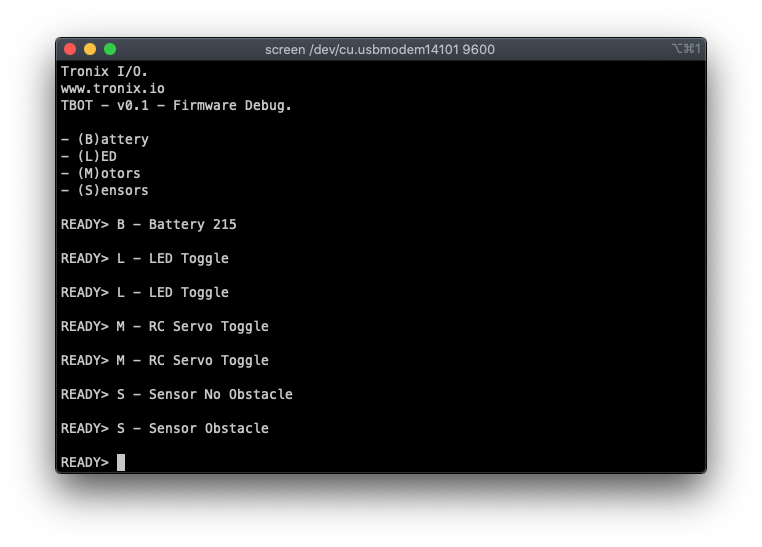 screen /dev/cu.usbmodem14101 9600
⌥⌘1
Tronix I/O.
www.tronix.io
TBOT - v0.1 - Firmware Debug.
- (B)attery
- (L)ED
- (M)otors
- (S)ensors
READY> B - Battery 215
READY> L - LED Toggle
READY> L - LED Toggle
READY> M - RC Servo Toggle
READY> M - RC Servo Toggle
READY> S - Sensor No Obstacle
READY> S - Sensor Obstacle
READY>